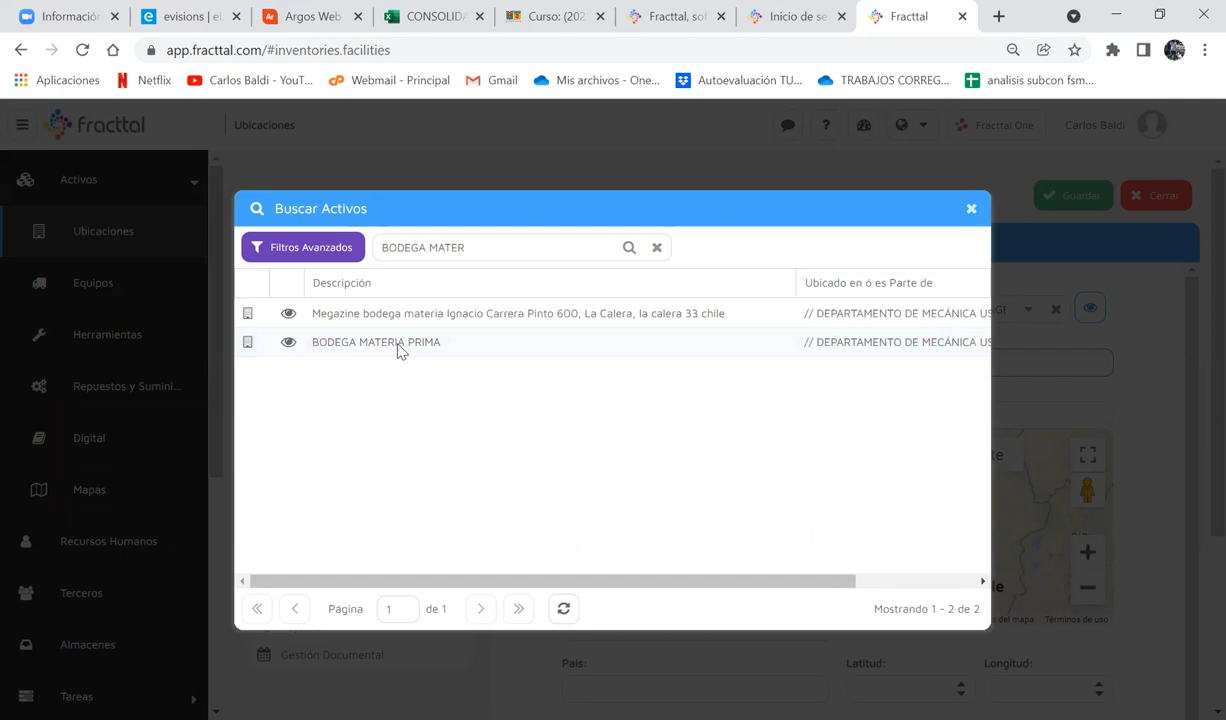 Informació
evisions | eL
Argos Web
CONSOLIDA
Curso: (202
Fracttal, sof
Inicio de se
Fracttal
app.fracttal.com/#inventories.facilities
Aplicaciones
Netflix
Carlos Baldi - YouT...
Webmail - Principal
Gmail
Mis archivos - One...
Autoevaluación TU...
TRABAJOS CORREG...
analisis subcon fsm...
fracttal
Ubicaciones
Fracttal One
Carlos Baldi
Activos
Guardar
Cerrar
Buscar Activos
Ubicaciones
Filtros Avanzados
BODEGA MATER
Equipos
Descripción
Ubicado en ó es Parte de
Megazine bodega materia Ignacio Carrera Pinto 600, La Calera, la calera 33 chile
// DEPARTAMENTO DE MECÁNICA US
Herramientas
BODEGA MATERIA PRIMA
// DEPARTAMENTO DE MECÁNICA US
Repuestos y Sumini...
Digital
Mapas
Recursos Humanos
Terceros
Página
1
de 1
Mostrando 1 - 2 de 2
os del mapa
Términos de uso
Almacenes
Gestión Documental
País:
Latitud:
Longitud:
Tareas